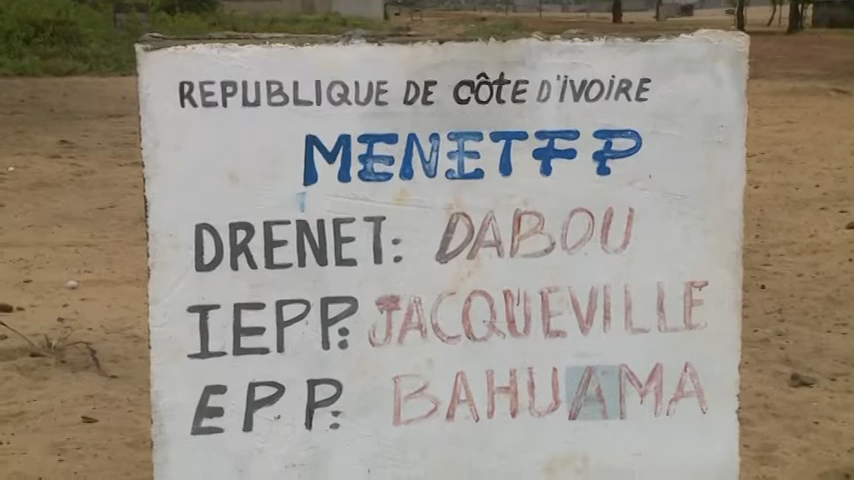 REPUBLIQUE DE CÔTE D'IVOIRE
MENETFP
DRENET: DABOU
IEPP: JACQUEVILLE
EPP: BAHUAMA